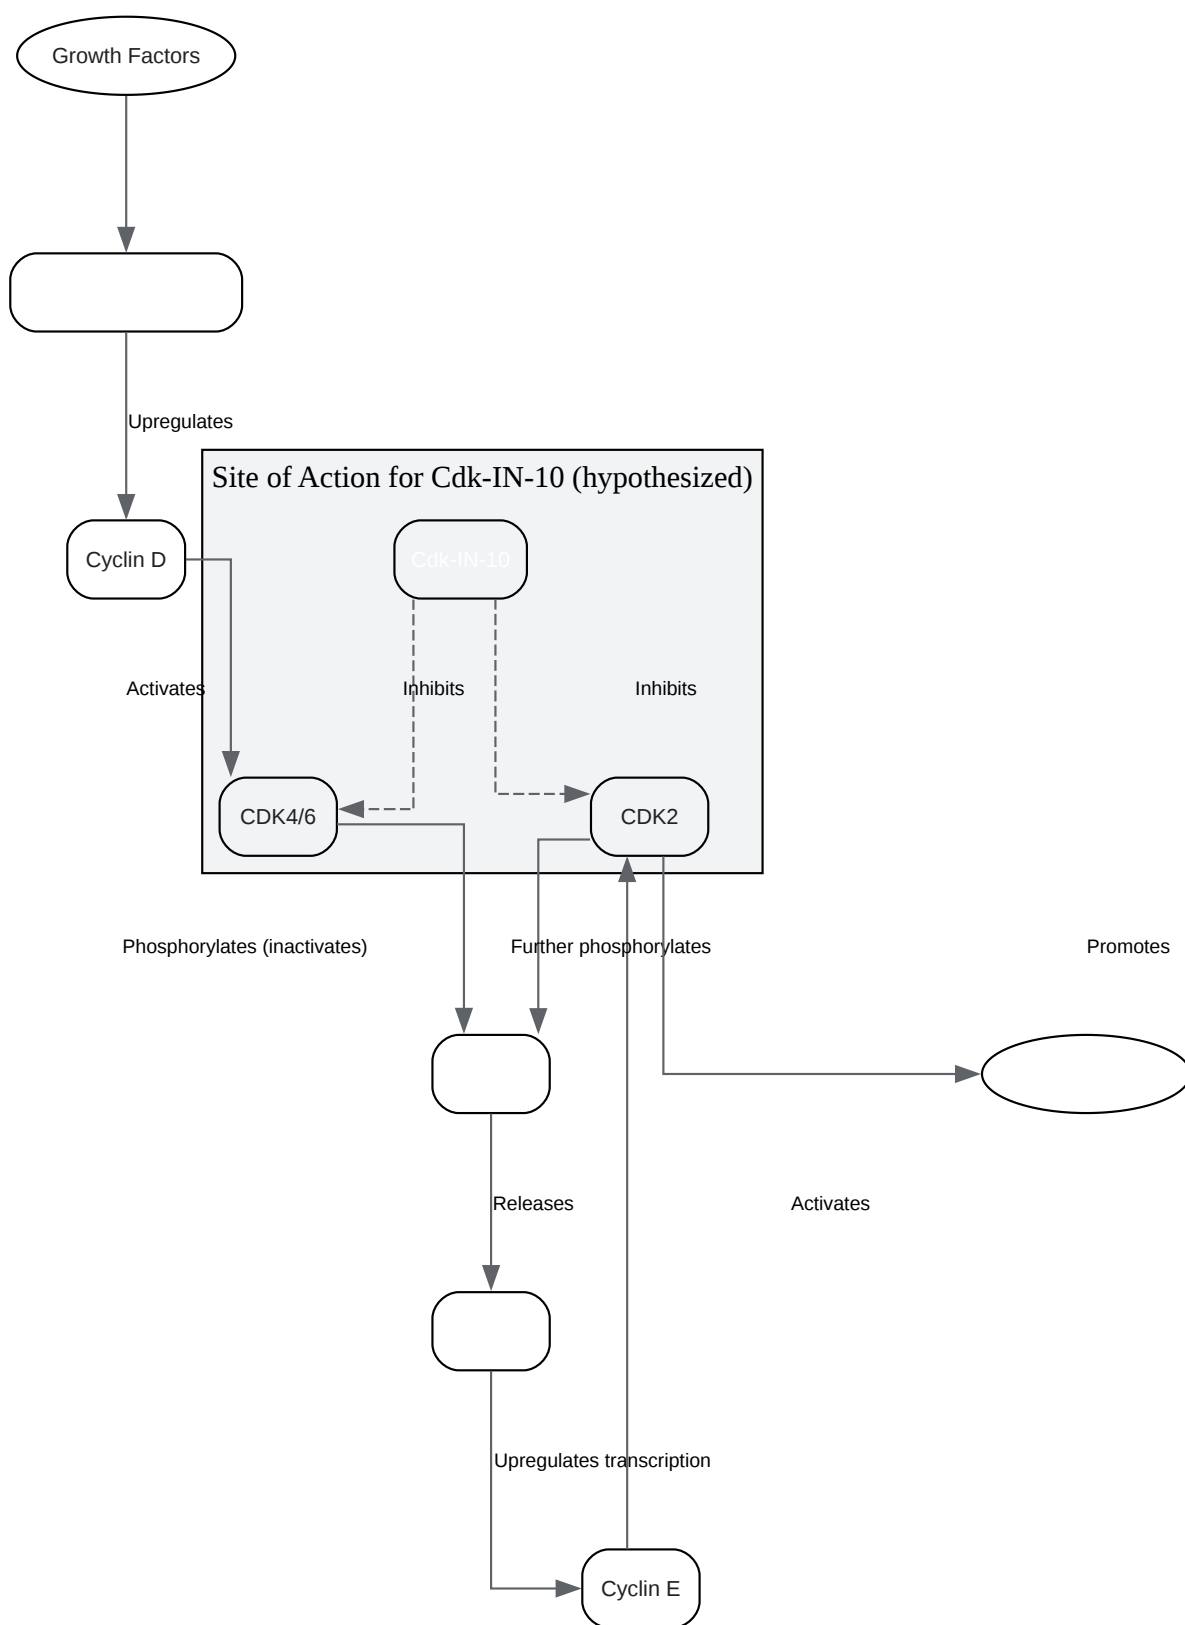 Growth Factors
Upregulates
Site of Action for Cdk-IN-10 (hypothesized)
Cyclin D
Cdk-IN-10
Activates
Inhibits
Inhibits
CDK4/6
CDK2
Phosphorylates (inactivates)
Further phosphorylates
Promotes
Releases
Activates
Upregulates transcription
Cyclin E